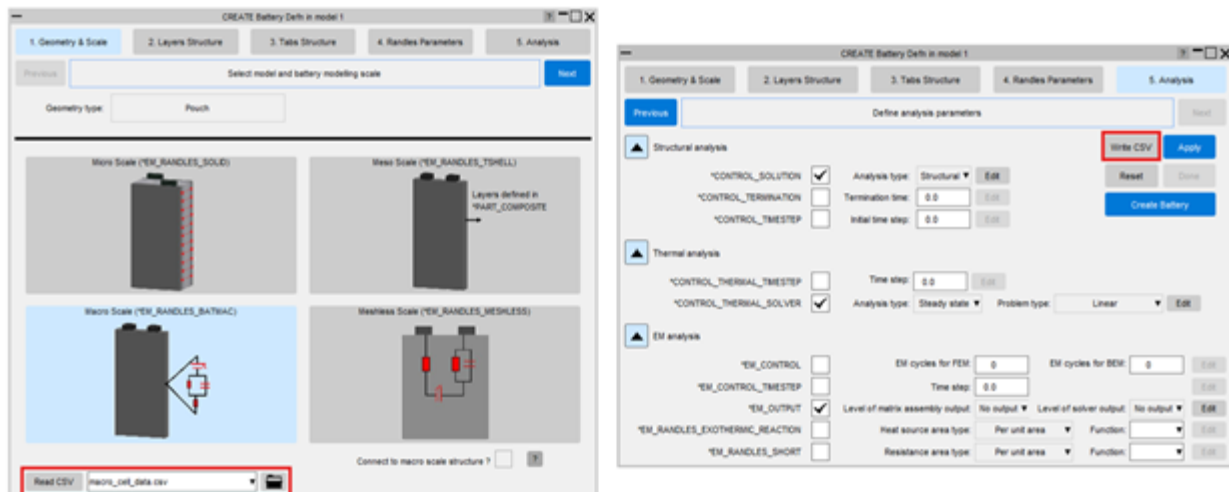 CREATE Battery Defn in model 1
1. Geometry & Scale 2. Layers Structure 3. Tabs Structure 4. Randles Parameters 5. Analysis
Previous Select model and battery modelling scale Next
Geometry type: Pouch
Micro Scale (*EM_RANDLES_SOLID) Meso Scale (*EM_RANDLES_TSHELL)
Layers defined in
*PART_COMPOSITE
Macro Scale (*EM_RANDLES_BATMAC) Meshless Scale (*EM_RANDLES_MESHLESS)
Connect to macro scale structure ? ?
Read CSV macro_cell_data.csv
CREATE Battery Defn in model 1
1. Geometry & Scale 2. Layers Structure 3. Tabs Structure 4. Randles Parameters 5. Analysis
Previous Define analysis parameters Next
Structural analysis Write CSV Apply
*CONTROL_SOLUTION Analysis type: Structural Edit Reset Done
*CONTROL_TERMINATION Termination time: 0.0 Edit
*CONTROL_TIMESTEP Initial time step: 0.0 Edit
Create Battery
Thermal analysis
*CONTROL_THERMAL_TIMESTEP Time step: 0.0 Edit
*CONTROL_THERMAL_SOLVER Analysis type: Steady state Problem type: Linear Edit
EM analysis
*EM_CONTROL EM cycles for FEM: 0 EM cycles for BEM: 0 Edit
*EM_CONTROL_TIMESTEP Time step: 0.0 Edit
*EM_OUTPUT Level of matrix assembly output: No output Level of solver output: No output Edit
*EM_RANDLES_EXOTHERMIC_REACTION Heat source area type: Per unit area Function: Edit
*EM_RANDLES_SHORT Resistance area type: Per unit area Function: Edit